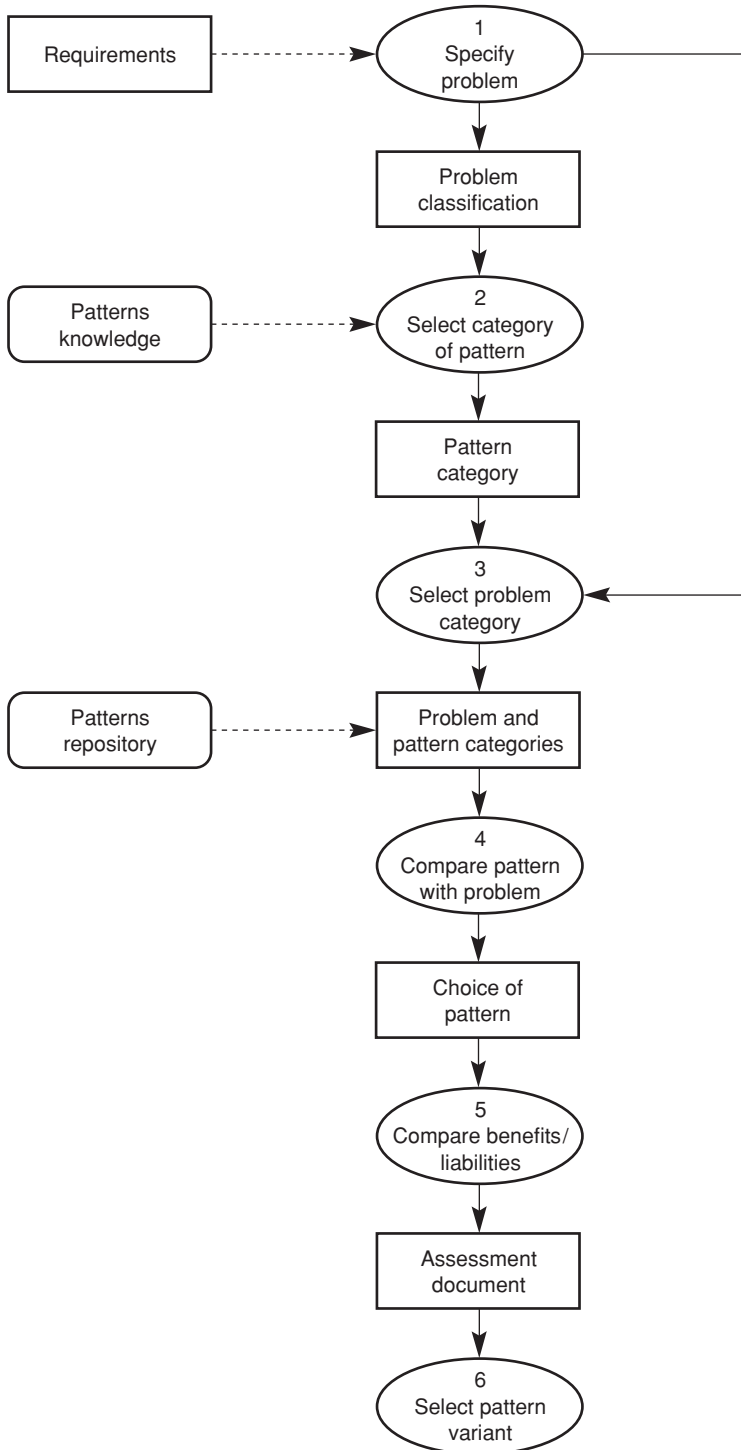 Requirements
1
Specify
problem
Problem
classification
Patterns
knowledge
2
Select category
of pattern
Pattern
category
3
Select problem
category
Patterns
repository
Problem and
pattern categories
4
Compare pattern
with problem
Choice of
pattern
5
Compare benefits/
liabilities
Assessment
document
6
Select pattern
variant